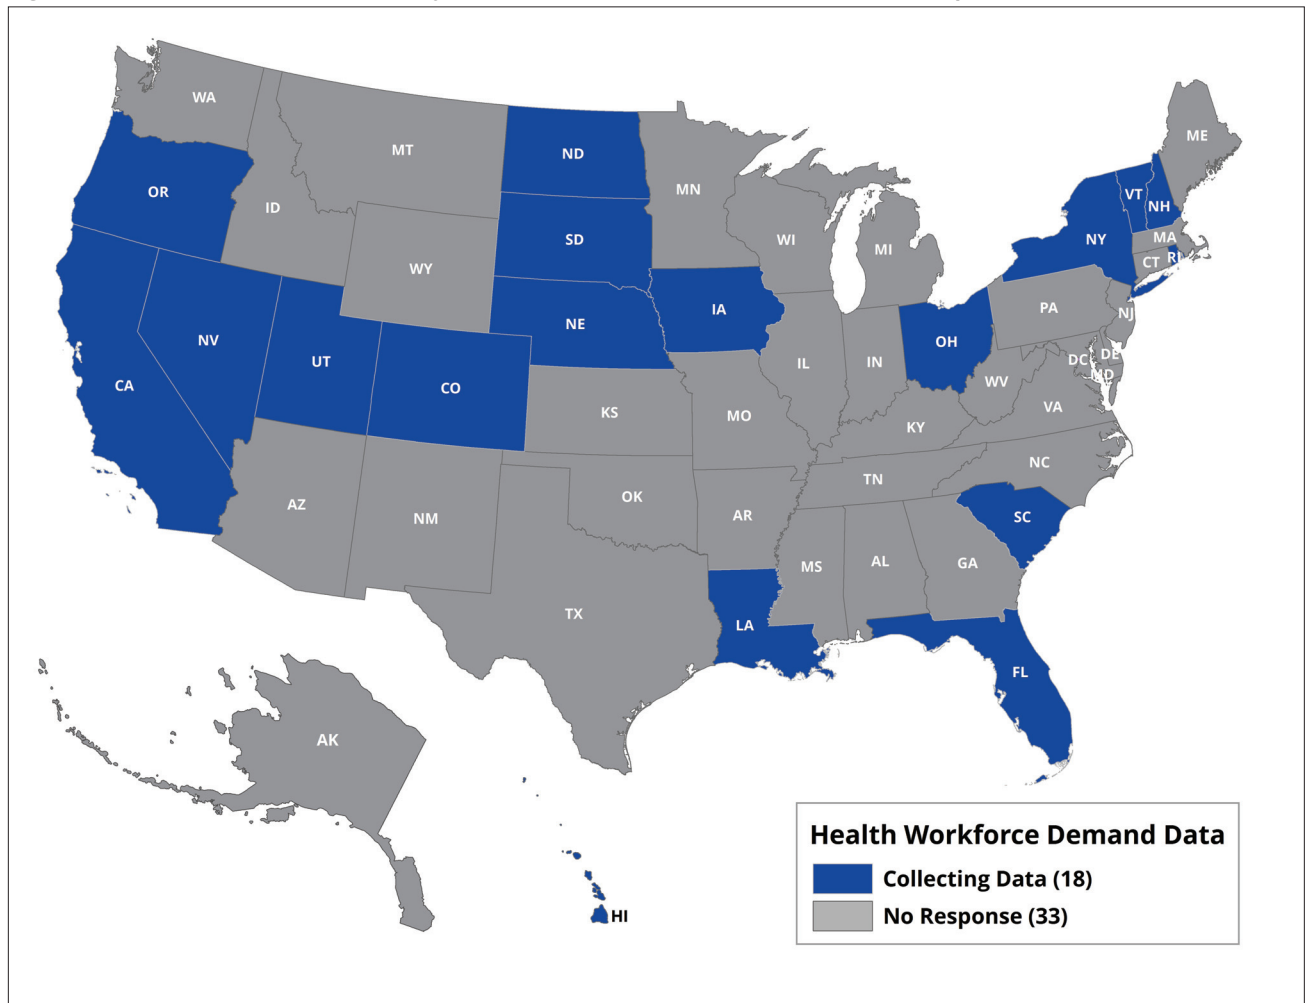 WA
MT
ND
MN
ME
OR
ID
VT
NH
SD
WI
MI
NY
MA
WY
CT
RI
IA
NE
PA
NJ
NV
OH
UT
IL
IN
DC
DE
CA
CO
WV
MD
KS
MO
VA
KY
NC
AZ
NM
OK
TN
AR
SC
MS
AL
GA
TX
LA
FL
AK
HI
Health Workforce Demand Data
Collecting Data (18)
No Response (33)